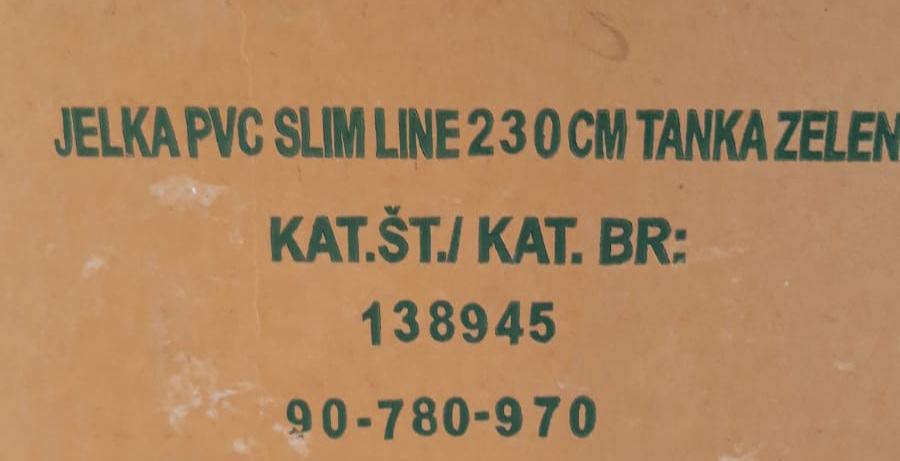 JELKA PVC SLIM LINE 230 CM TANKA ZELEN
KAT.ŠT./ KAT. BR:
138945
90-780-970